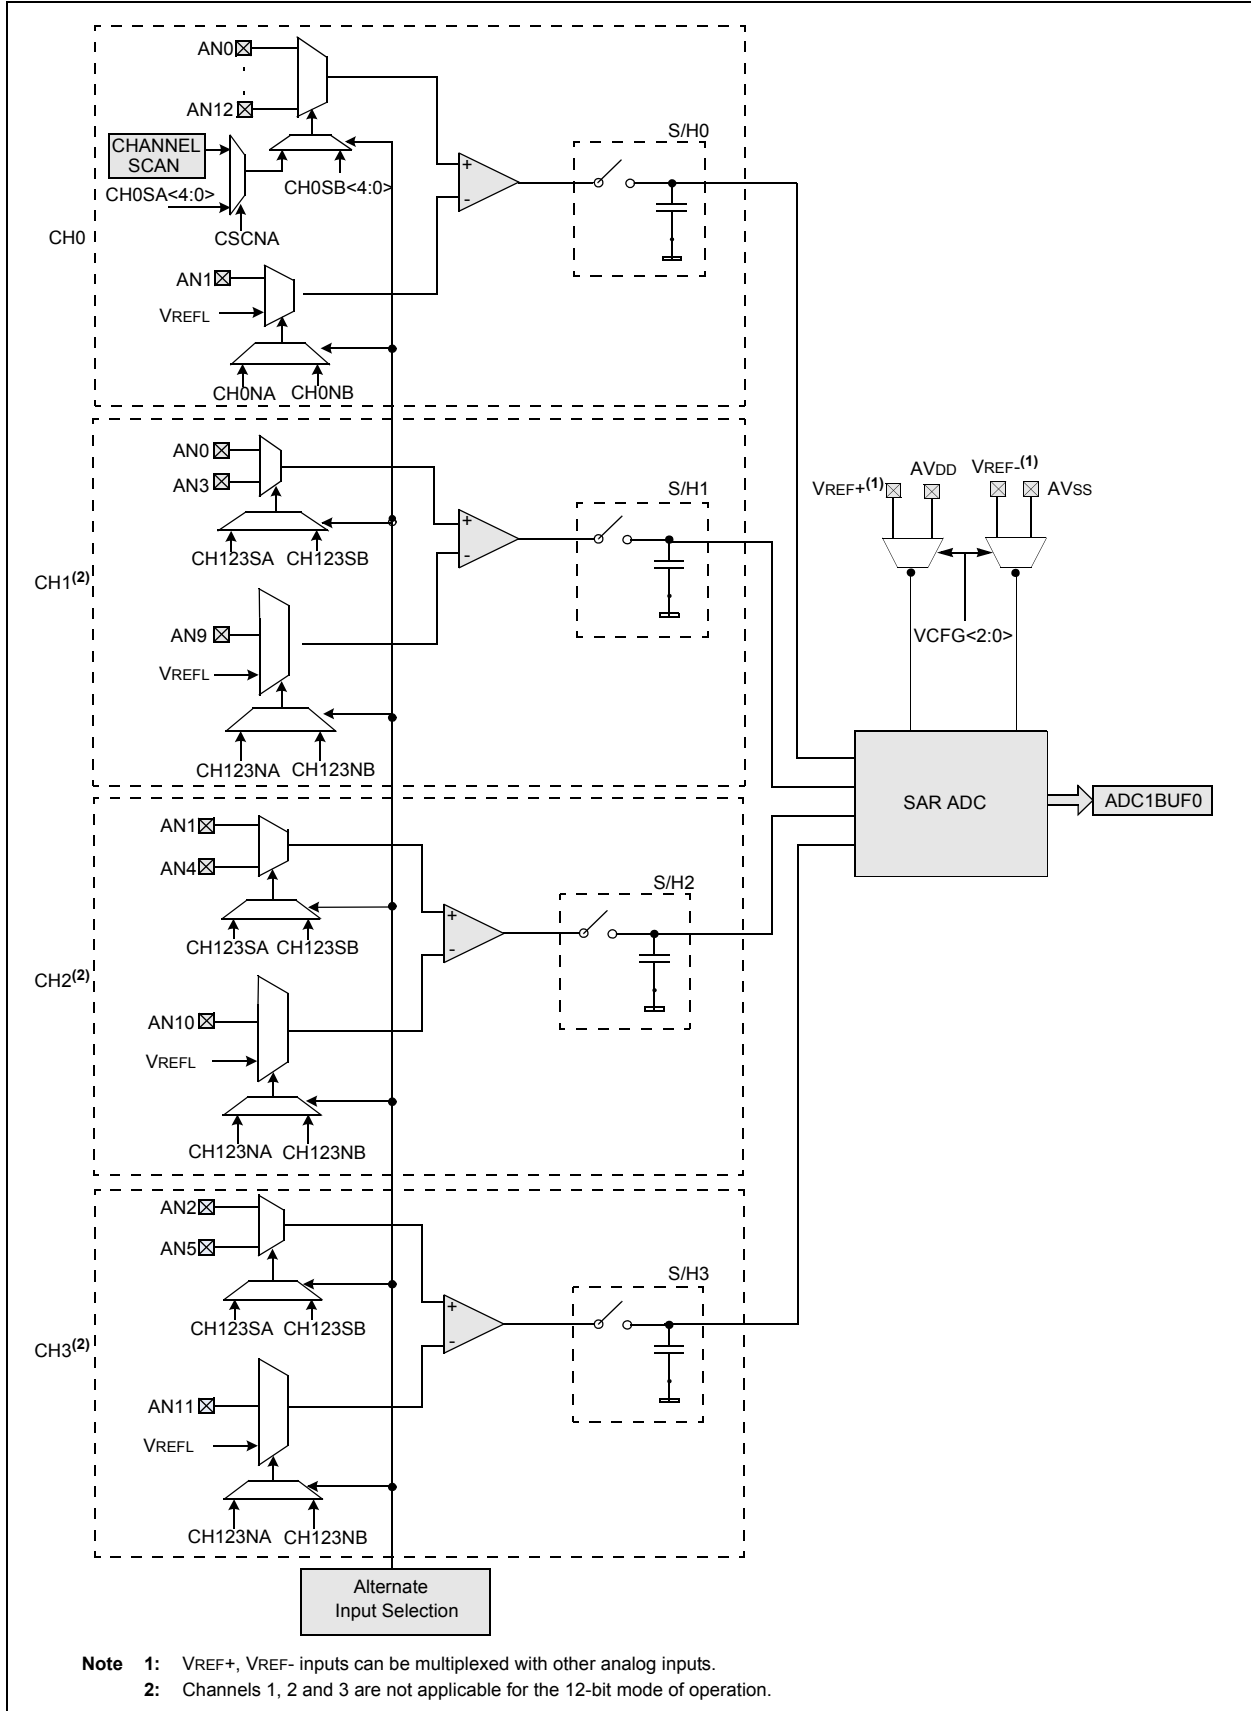 AN0
AN12
CHANNEL
SCAN
CH0SA<4:0>
CH0SB<4:0>
CSCNA
CH0
AN1
VREFL
CH0NA CH0NB
+
-
S/H0
AN0
AN3
CH123SA CH123SB
CH1(2)
AN9
VREFL
CH123NA CH123NB
+
-
S/H1
VREF+(1)
AVDD
VREF-(1)
AVSS
VCFG<2:0>
SAR ADC
ADC1BUF0
AN1
AN4
CH123SA CH123SB
CH2(2)
AN10
VREFL
CH123NA CH123NB
+
-
S/H2
AN2
AN5
CH123SA CH123SB
CH3(2)
AN11
VREFL
CH123NA CH123NB
+
-
S/H3
Alternate
Input Selection
Note 1: VREF+, VREF- inputs can be multiplexed with other analog inputs.
2: Channels 1, 2 and 3 are not applicable for the 12-bit mode of operation.